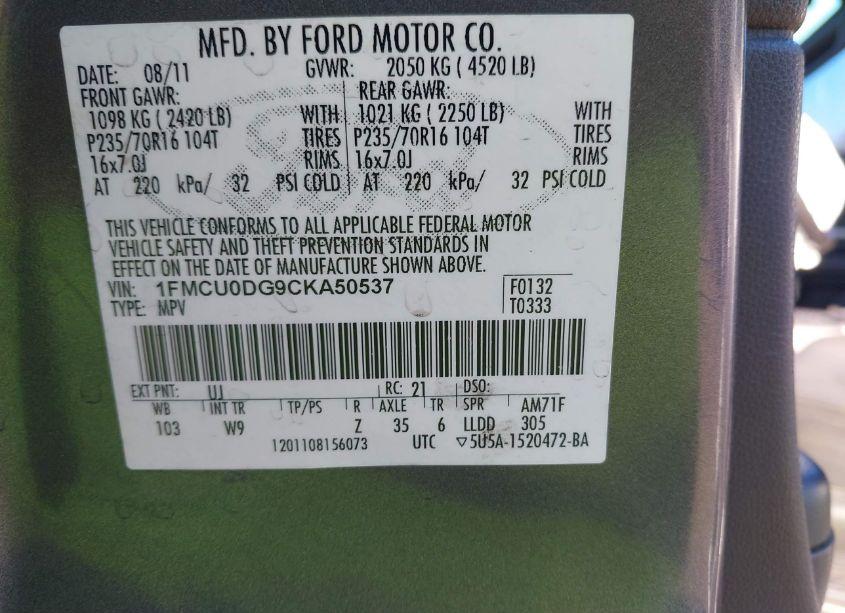 MFD. BY FORD MOTOR CO.
DATE: 08/11 GVWR: 2050 KG ( 4520 LB)
FRONT GAWR: REAR GAWR:
1098 KG ( 2420 LB) WITH 1021 KG ( 2250 LB) WITH
P235/70R16 104T TIRES P235/70R16 104T TIRES
16x7.0J RIMS 16x7.0J RIMS
AT 220 kPa/ 32 PSI COLD AT 220 kPa/ 32 PSI COLD
THIS VEHICLE CONFORMS TO ALL APPLICABLE FEDERAL MOTOR
VEHICLE SAFETY AND THEFT PREVENTION STANDARDS IN
EFFECT ON THE DATE OF MANUFACTURE SHOWN ABOVE.
VIN: 1FMCU0DG9CKA50537 F0132
TYPE: MPV T0333
EXT PNT: UJ RC: 21 DSO:
WB INT TR TP/PS R AXLE TR SPR AM71F
103 W9 Z 35 6 LLDD 305
1201108156073 UTC ▽5U5A-1520472-BA
Ford